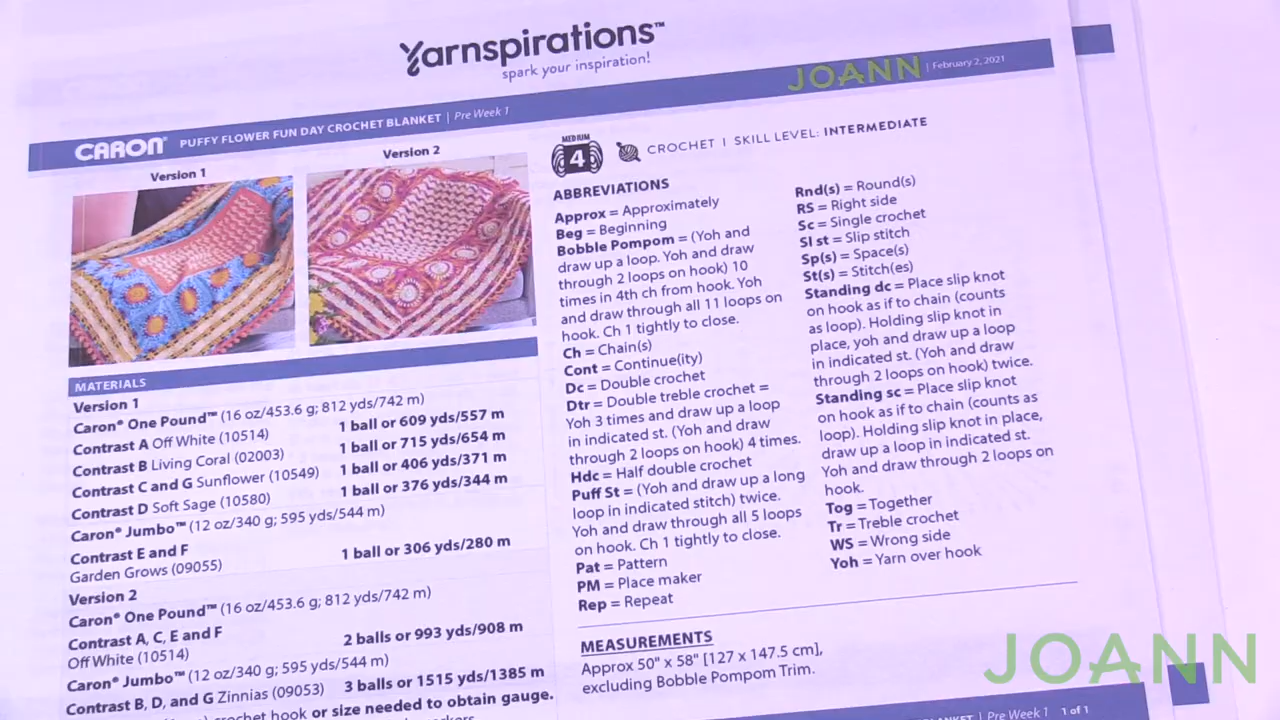 Yarnspirations™
spark your inspiration!
JOANN | February 2, 2021
CARON® PUFFY FLOWER FUN DAY CROCHET BLANKET | Pre Week 1
Version 1
Version 2
MATERIALS
Version 1
Caron® One Pound™ (16 oz/453.6 g; 812 yds/742 m)
Contrast A Off White (10514) 1 ball or 609 yds/557 m
Contrast B Living Coral (02003) 1 ball or 715 yds/654 m
Contrast C and G Sunflower (10549) 1 ball or 406 yds/371 m
Contrast D Soft Sage (10580) 1 ball or 376 yds/344 m
Caron® Jumbo™ (12 oz/340 g; 595 yds/544 m)
Contrast E and F
Garden Grows (09055) 1 ball or 306 yds/280 m
Version 2
Caron® One Pound™ (16 oz/453.6 g; 812 yds/742 m)
Contrast A, C, E and F
Off White (10514) 2 balls or 993 yds/908 m
Caron® Jumbo™ (12 oz/340 g; 595 yds/544 m)
Contrast B, D, and G Zinnias (09053) 3 balls or 1515 yds/1385 m
crochet hook or size needed to obtain gauge.
MEDIUM
4
CROCHET | SKILL LEVEL: INTERMEDIATE
ABBREVIATIONS
Approx = Approximately
Beg = Beginning
Bobble Pompom = (Yoh and
draw up a loop. Yoh and draw
through 2 loops on hook) 10
times in 4th ch from hook. Yoh
and draw through all 11 loops on
hook. Ch 1 tightly to close.
Ch = Chain(s)
Cont = Continue(ity)
Dc = Double crochet
Dtr = Double treble crochet =
Yoh 3 times and draw up a loop
in indicated st. (Yoh and draw
through 2 loops on hook) 4 times.
Hdc = Half double crochet
Puff St = (Yoh and draw up a long
loop in indicated stitch) twice.
Yoh and draw through all 5 loops
on hook. Ch 1 tightly to close.
Pat = Pattern
PM = Place maker
Rep = Repeat
Rnd(s) = Round(s)
RS = Right side
Sc = Single crochet
Sl st = Slip stitch
Sp(s) = Space(s)
St(s) = Stitch(es)
Standing dc = Place slip knot
on hook as if to chain (counts
as loop). Holding slip knot in
place, yoh and draw up a loop
in indicated st. (Yoh and draw
through 2 loops on hook) twice.
Standing sc = Place slip knot
on hook as if to chain (counts as
loop). Holding slip knot in place,
draw up a loop in indicated st.
Yoh and draw through 2 loops on
hook.
Tog = Together
Tr = Treble crochet
WS = Wrong side
Yoh = Yarn over hook
MEASUREMENTS
Approx 50" x 58" [127 x 147.5 cm],
excluding Bobble Pompom Trim.
BLANKET | Pre Week 1 1 of 1
JOANN